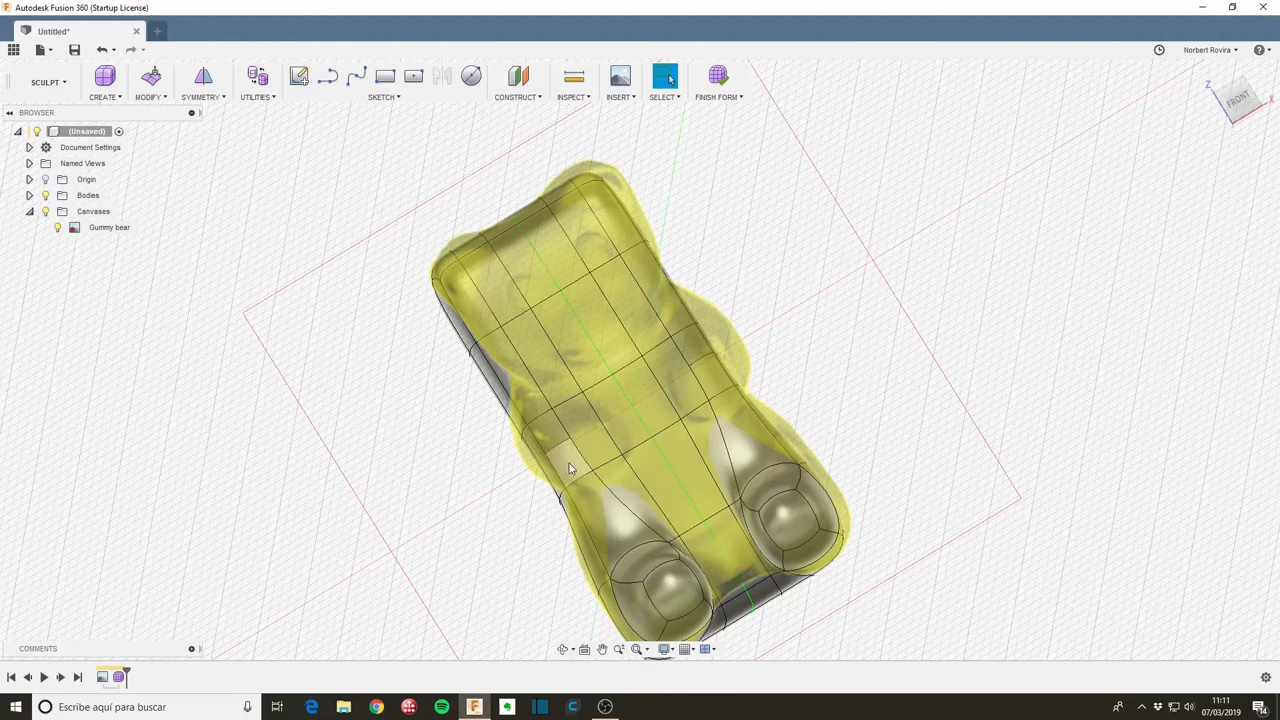 Autodesk Fusion 360 (Startup License)
Untitled*
Norbert Rovira
SCULPT
CREATE
MODIFY
SYMMETRY
UTILITIES
SKETCH
CONSTRUCT
INSPECT
INSERT
SELECT
FINISH FORM
BROWSER
Z
FRONT
X
(Unsaved)
Document Settings
Named Views
Origin
Bodies
Canvases
Gummy bear
COMMENTS
Escribe aquí para buscar
11:11
07/03/2019
14